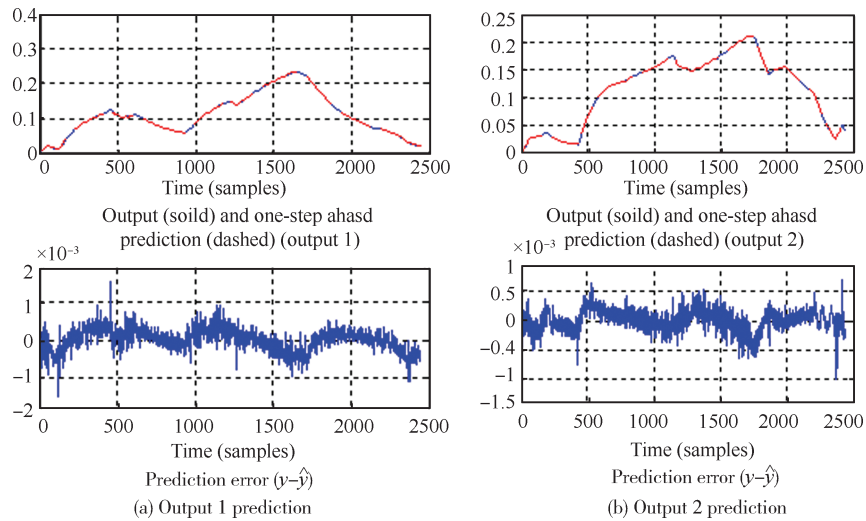 0.4
0.3
0.2
0.1
0
0 500 1000 1500 2000 2500
Time (samples)
Output (soild) and one-step ahasd
prediction (dashed) (output 1)
0.25
0.2
0.15
0.1
0.05
0
0 500 1000 1500 2000 2500
Time (samples)
Output (soild) and one-step ahasd
prediction (dashed) (output 2)
×10⁻³
2
1
0
−1
−2
0 500 1000 1500 2000 2500
Time (samples)
Prediction error (y−ŷ)
(a) Output 1 prediction
×10⁻³
1
0.5
0
−0.4
−1
−1.5
0 500 1000 1500 2000 2500
Time (samples)
Prediction error (y−ŷ)
(b) Output 2 prediction